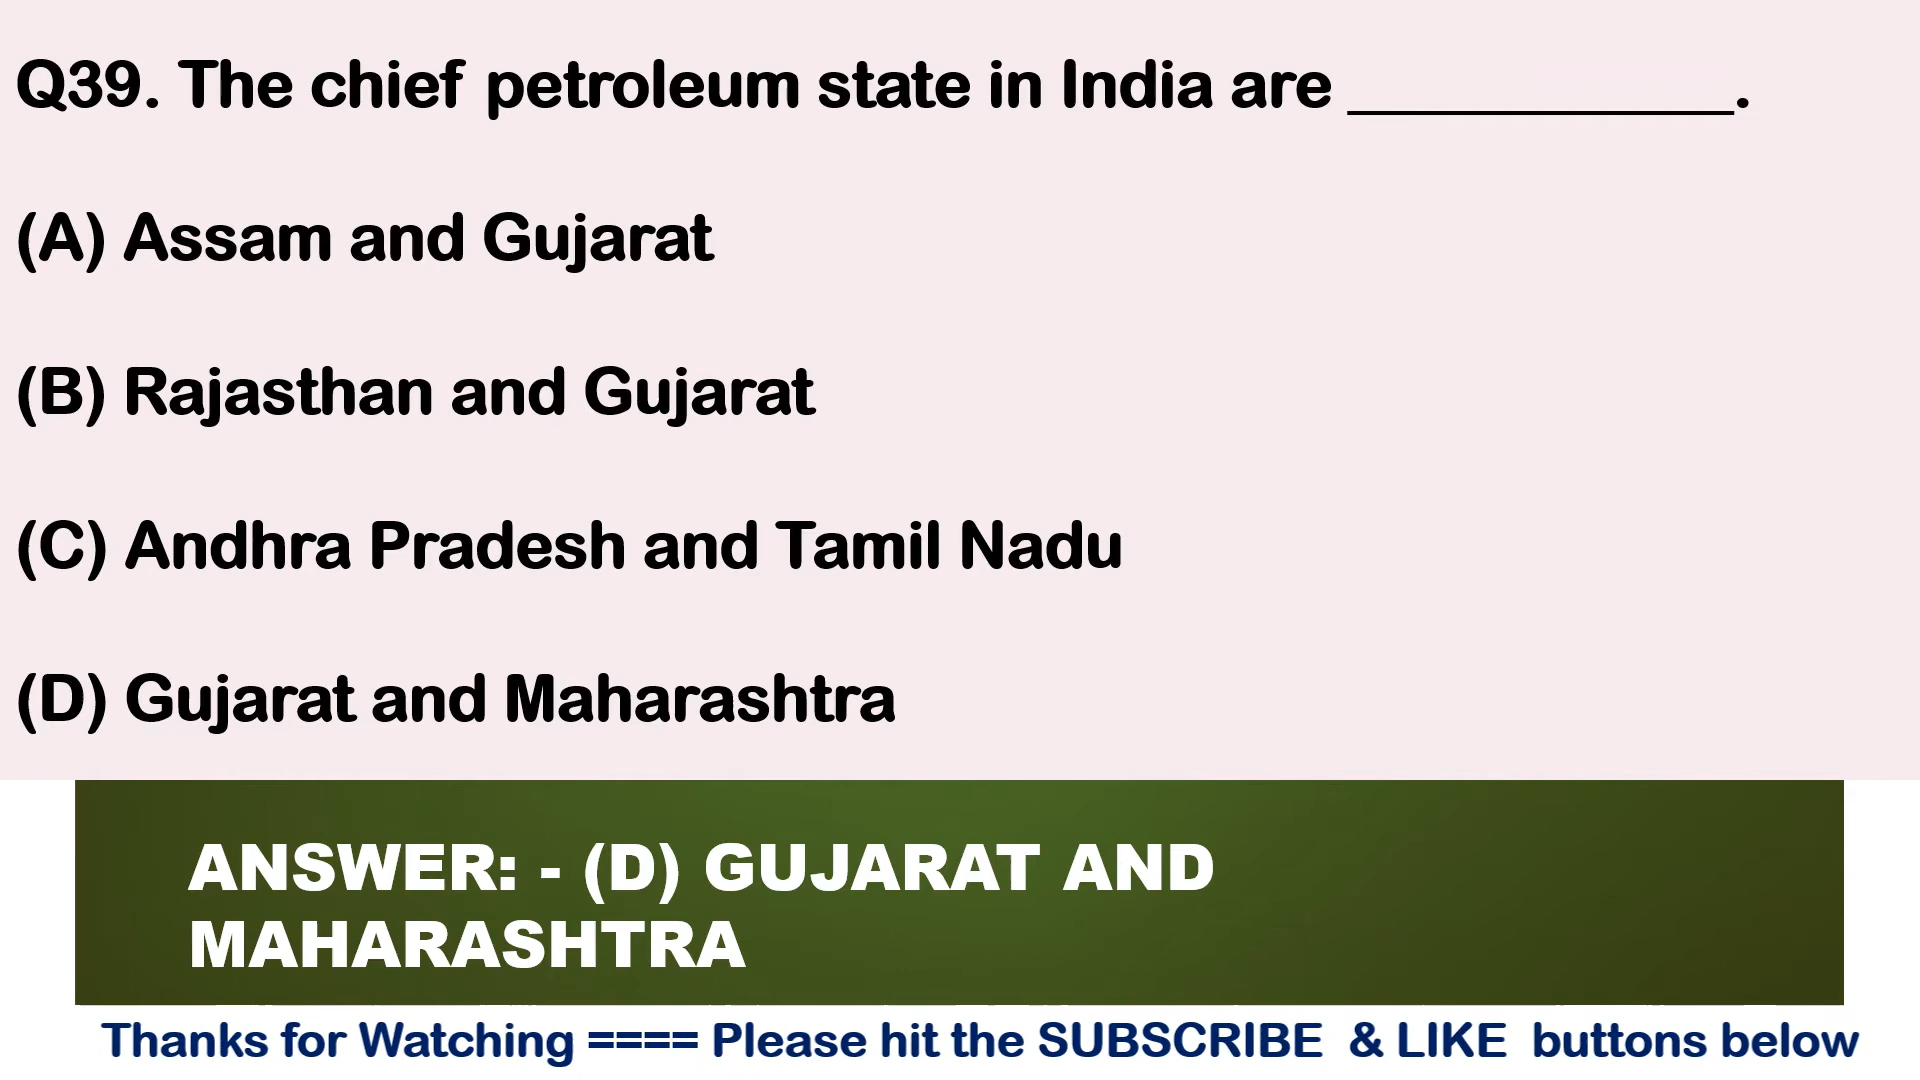 Q39. The chief petroleum state in India are ____________.
(A) Assam and Gujarat
(B) Rajasthan and Gujarat
(C) Andhra Pradesh and Tamil Nadu
(D) Gujarat and Maharashtra
ANSWER: - (D) GUJARAT AND
MAHARASHTRA
Thanks for Watching ==== Please hit the SUBSCRIBE & LIKE buttons below